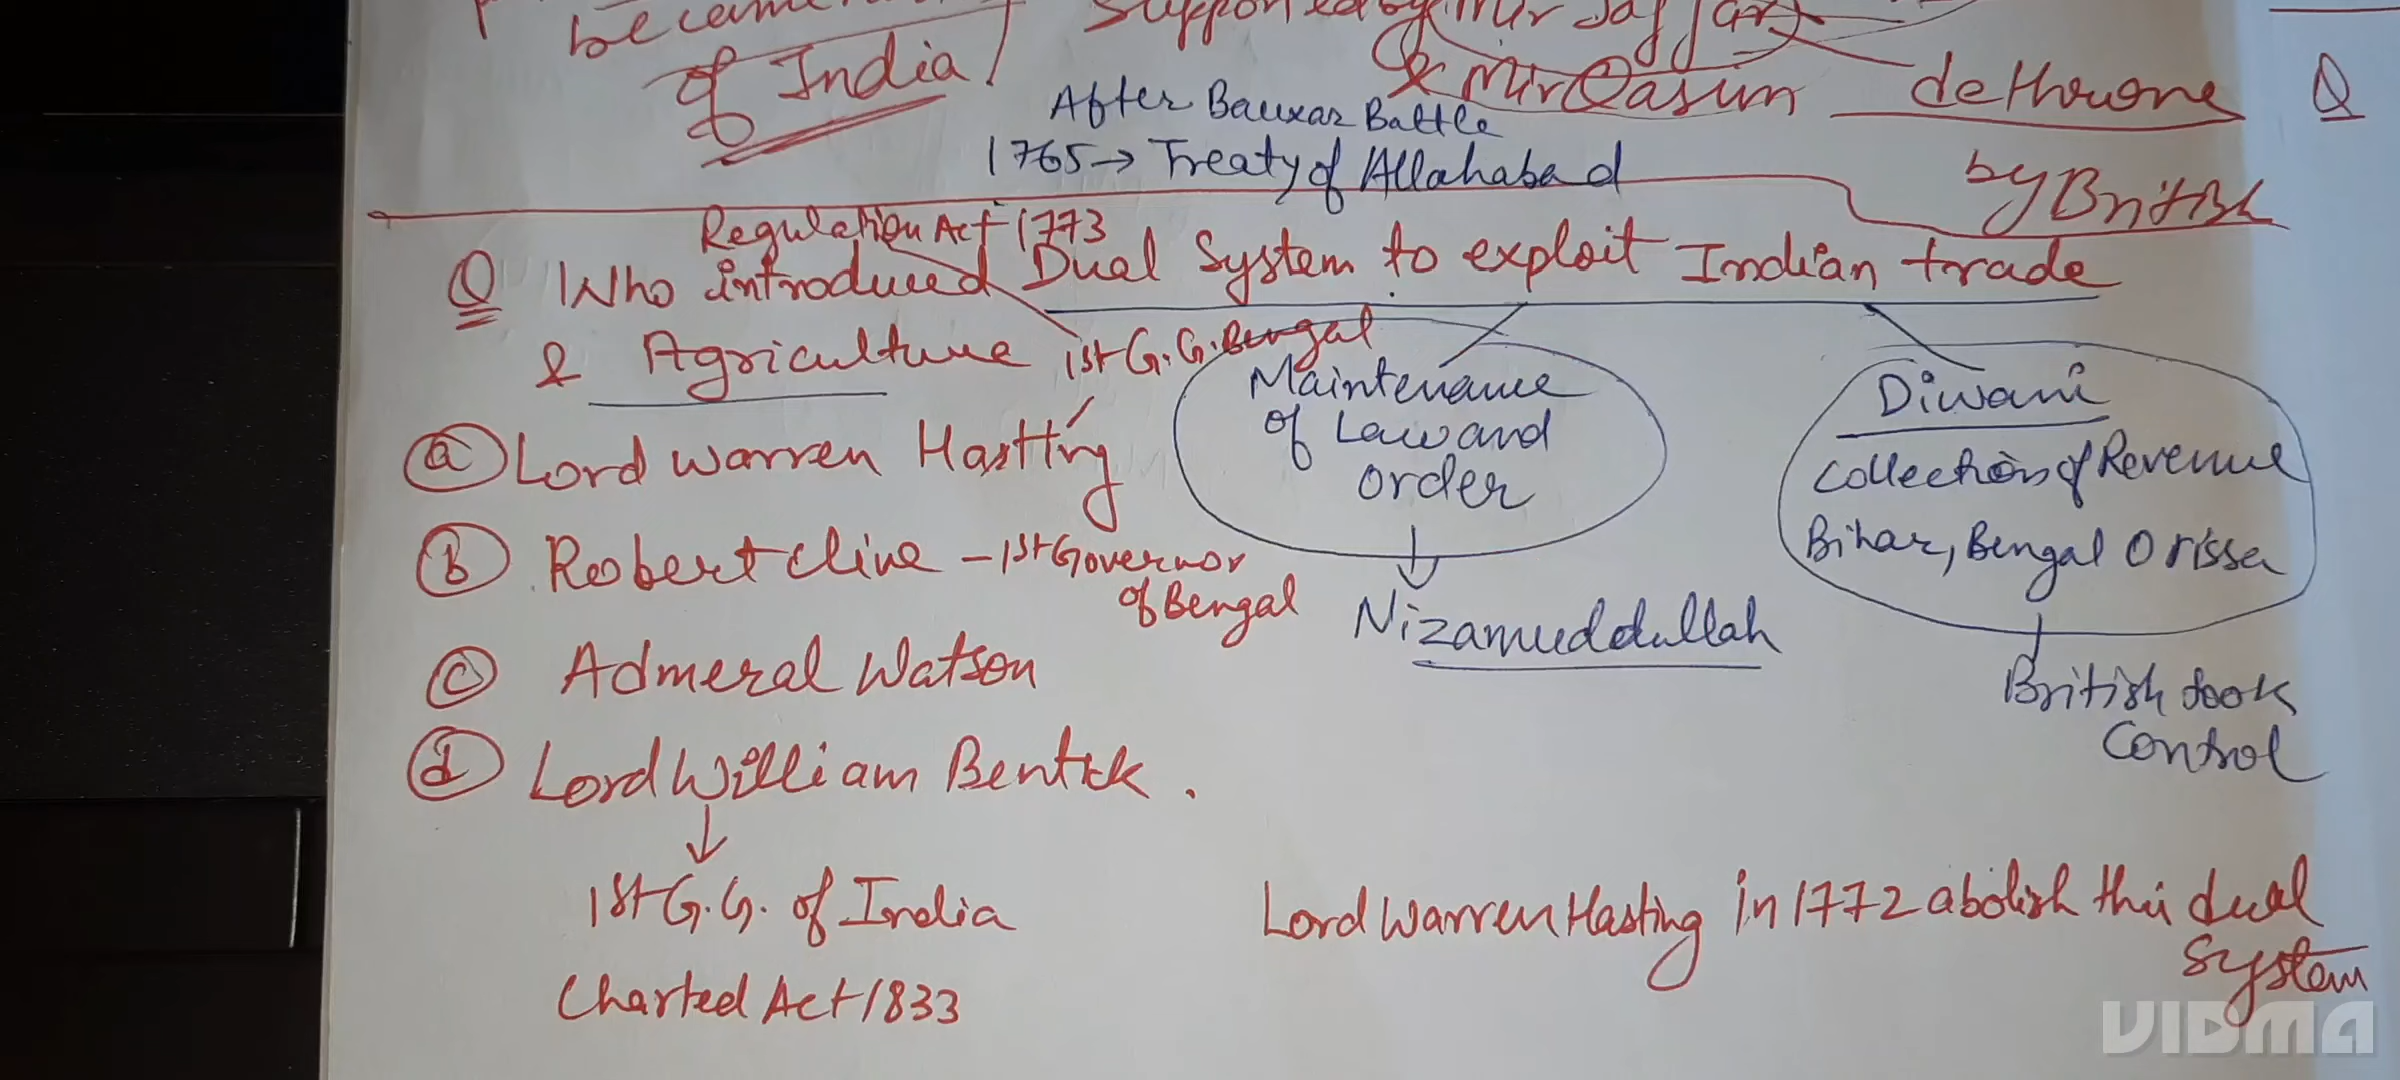 of India
& Mir Qasim
dethrone
Q
After Bauxar Battle
1765→ Treaty of Allahabad
by British
Regulation Act 1773
Q Who introduced Dual System to exploit Indian trade
& Agriculture
1st G.G. Bengal
Maintenance
of Law and
order
Nizamuddullah
Diwani
Collection of Revenue
Bihar, Bengal Orissa
British took
Control
a Lord Warren Hastting
b Robert Clive – 1st Governor
of Bengal
c Admeral Watson
d Lord William Bentick.
1st G.G. of India
Charted Act 1833
Lord Warren Hasting in 1772 abolish this dual
System
VIDMA